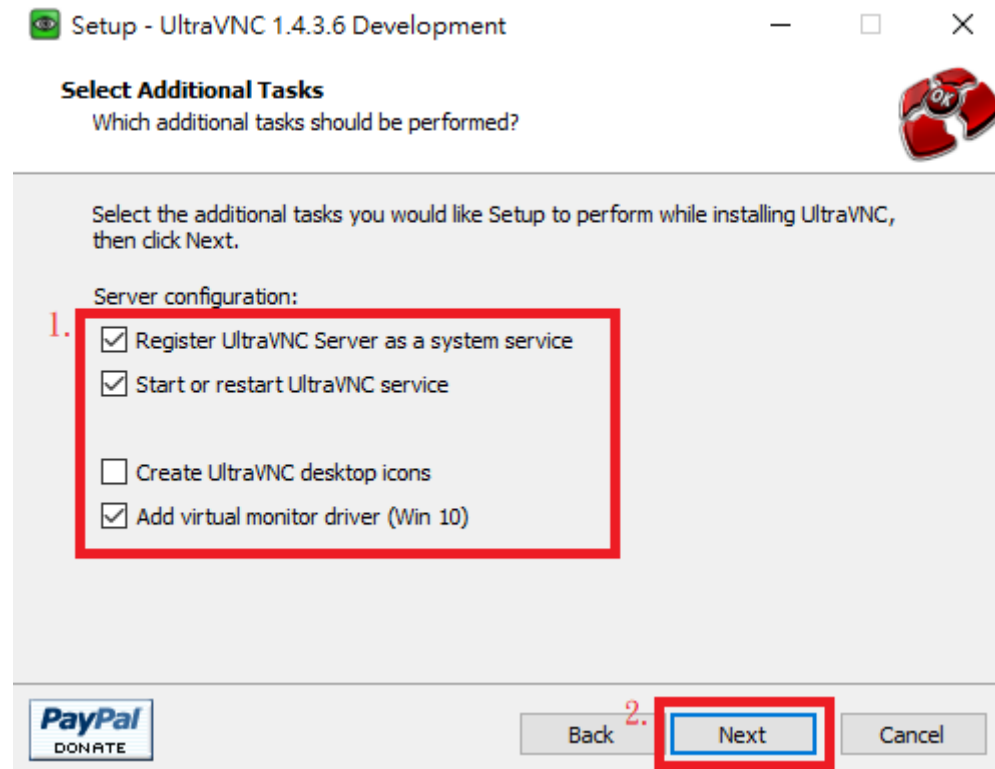 Setup - UltraVNC 1.4.3.6 Development
Select Additional Tasks
Which additional tasks should be performed?
OK
Select the additional tasks you would like Setup to perform while installing UltraVNC,
then click Next.
Server configuration:
1.
Register UltraVNC Server as a system service
Start or restart UltraVNC service
Create UltraVNC desktop icons
Add virtual monitor driver (Win 10)
PayPal
DONATE
Back
2.
Next
Cancel